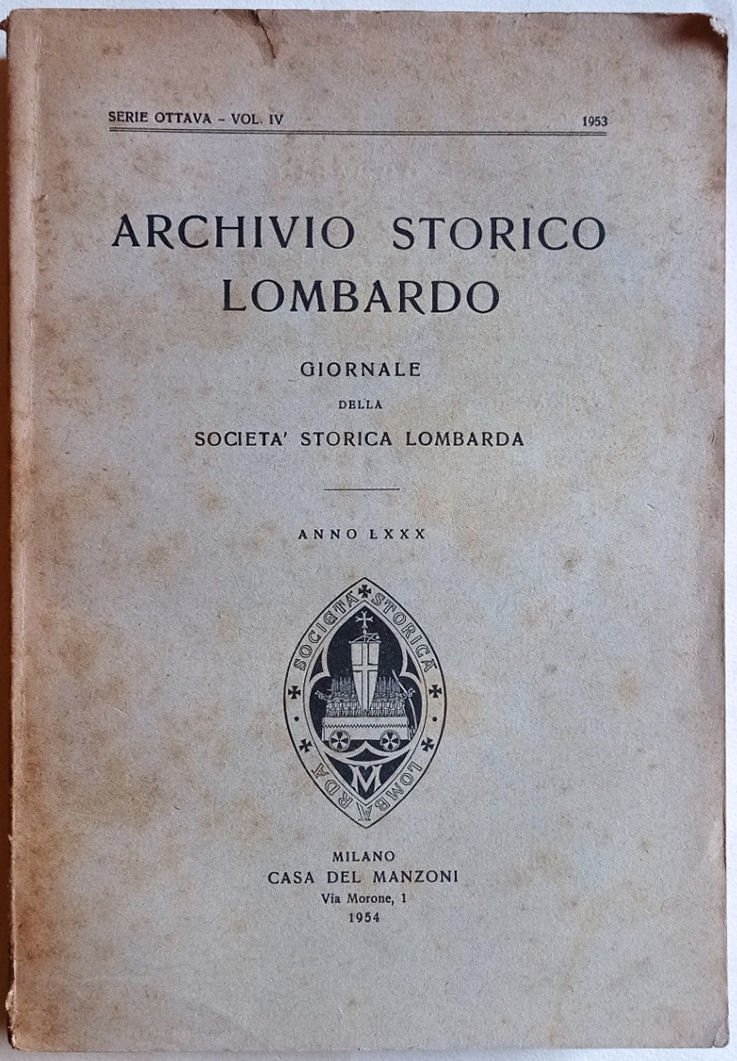 SERIE OTTAVA - VOL. IV 1953
ARCHIVIO STORICO
LOMBARDO
GIORNALE
DELLA
SOCIETA' STORICA LOMBARDA
ANNO LXXX
SOCIETÀ STORICA LOMBARDA
M
MILANO
CASA DEL MANZONI
Via Morone, 1
1954